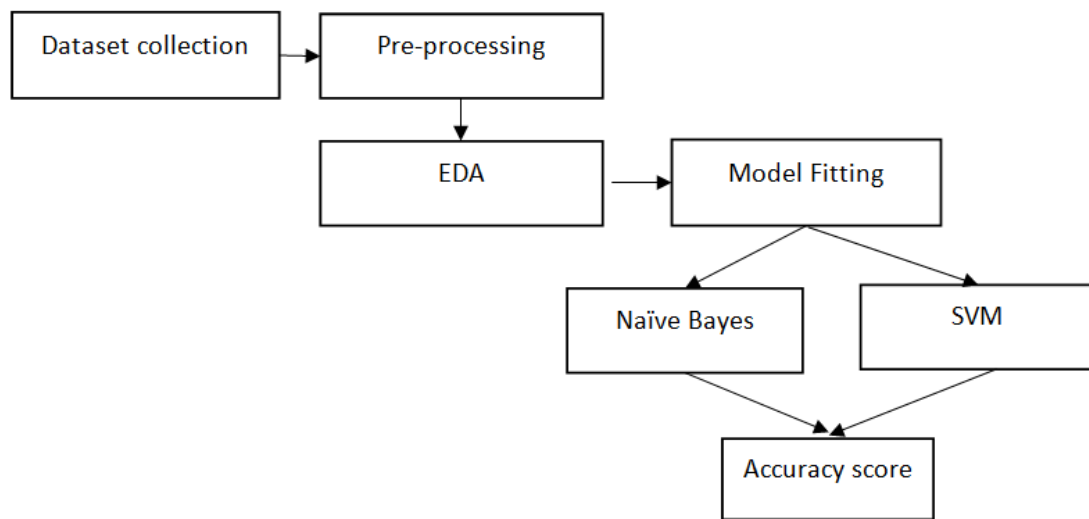 Dataset collection
Pre-processing
EDA
Model Fitting
Naïve Bayes
SVM
Accuracy score